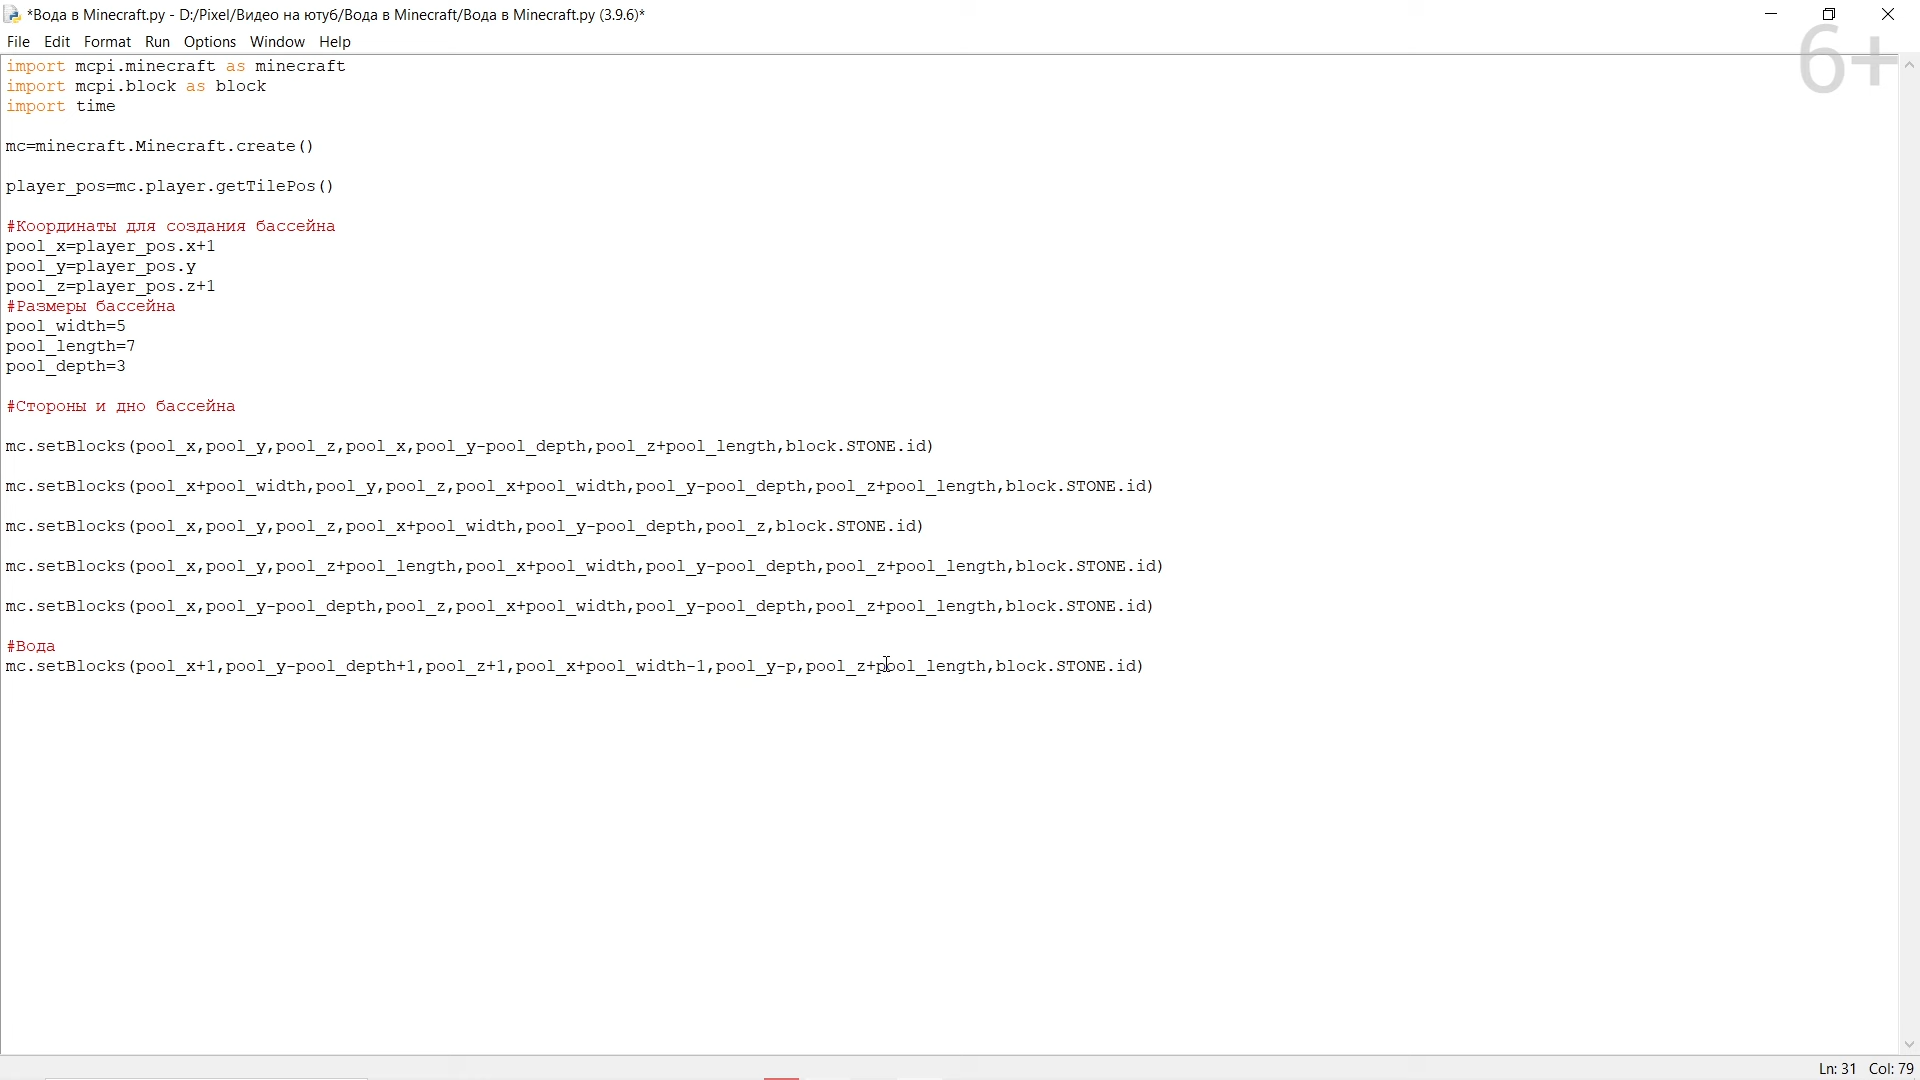 *Вода в Minecraft.py - D:/Pixel/Видео на ютуб/Вода в Minecraft/Вода в Minecraft.py (3.9.6)*
File Edit Format Run Options Window Help
6+
import mcpi.minecraft as minecraft
import mcpi.block as block
import time
mc=minecraft.Minecraft.create()
player_pos=mc.player.getTilePos()
#Координаты для создания бассейна
pool_x=player_pos.x+1
pool_y=player_pos.y
pool_z=player_pos.z+1
#Размеры бассейна
pool_width=5
pool_length=7
pool_depth=3
#Стороны и дно бассейна
mc.setBlocks(pool_x,pool_y,pool_z,pool_x,pool_y-pool_depth,pool_z+pool_length,block.STONE.id)
mc.setBlocks(pool_x+pool_width,pool_y,pool_z,pool_x+pool_width,pool_y-pool_depth,pool_z+pool_length,block.STONE.id)
mc.setBlocks(pool_x,pool_y,pool_z,pool_x+pool_width,pool_y-pool_depth,pool_z,block.STONE.id)
mc.setBlocks(pool_x,pool_y,pool_z+pool_length,pool_x+pool_width,pool_y-pool_depth,pool_z+pool_length,block.STONE.id)
mc.setBlocks(pool_x,pool_y-pool_depth,pool_z,pool_x+pool_width,pool_y-pool_depth,pool_z+pool_length,block.STONE.id)
#Вода
mc.setBlocks(pool_x+1,pool_y-pool_depth+1,pool_z+1,pool_x+pool_width-1,pool_y-p,pool_z+pool_length,block.STONE.id)
Ln: 31 Col: 79